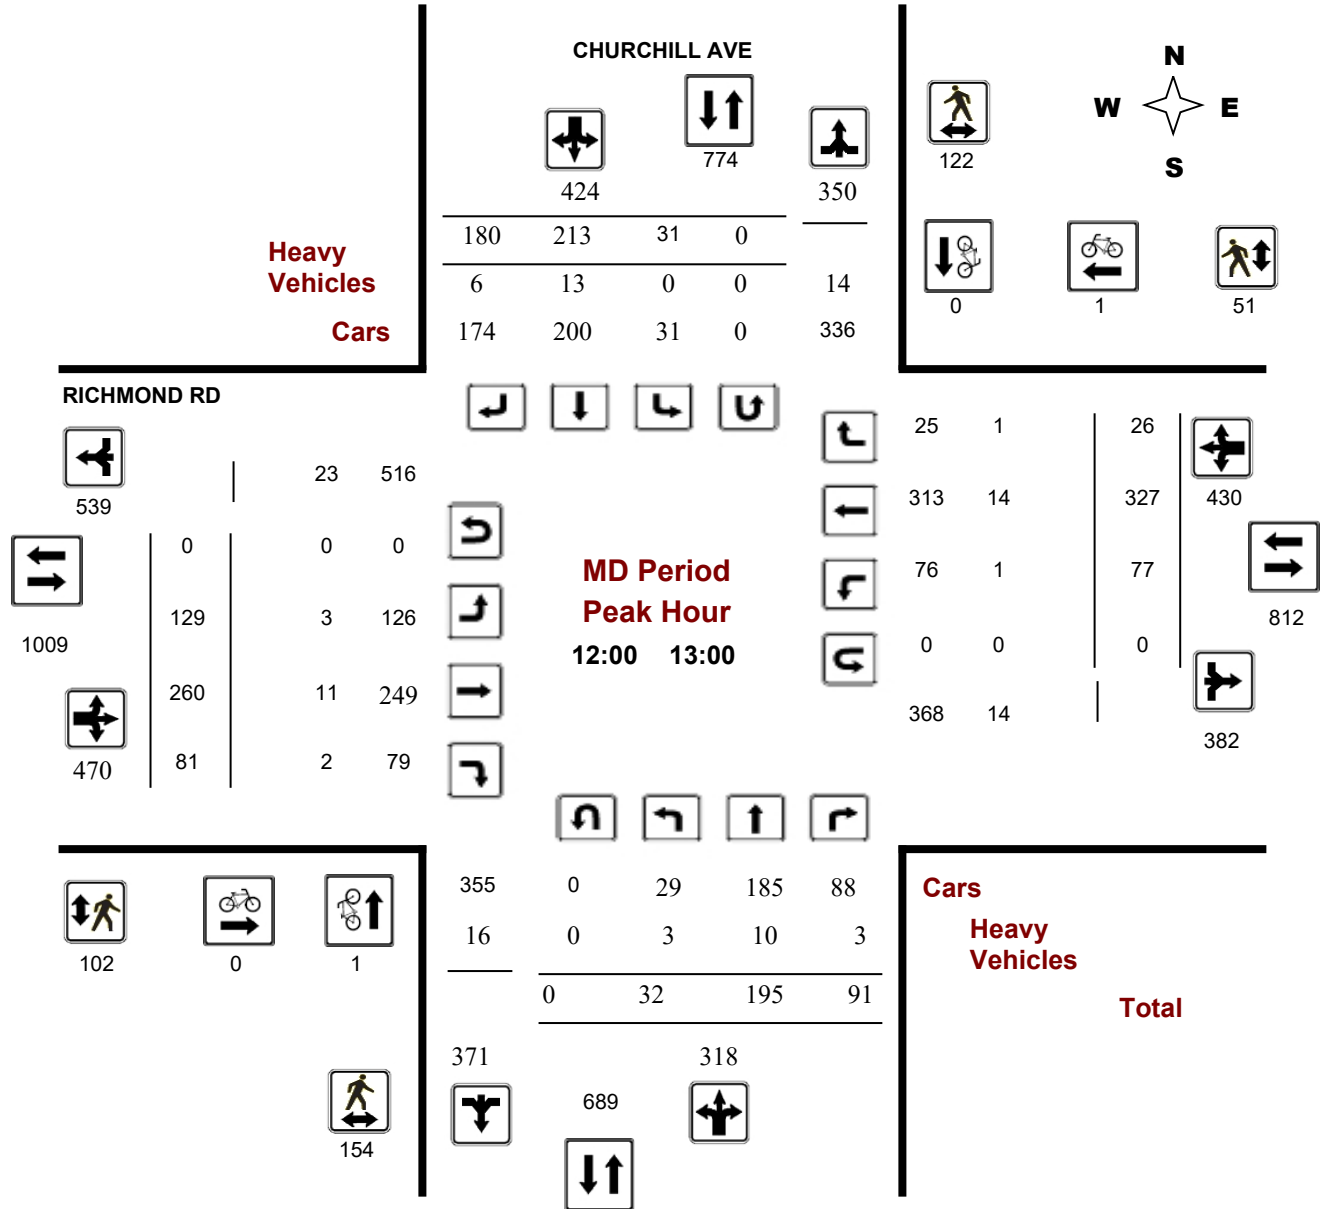 CHURCHILL AVE
N
W E
S
774
122
424 350
180 213 31 0
Heavy
Vehicles
6 13 0 0 14
0 1 51
Cars
174 200 31 0 336
RICHMOND RD
25 1 26
23 516
539
313 14 327 430
0 0 0
MD Period
76 1 77
Peak Hour
129 3 126
812
1009
12:00 13:00
0 0 0
260 11 249
368 14
382
470 81 2 79
355 0 29 185 88
Cars
16 0 3 10 3
Heavy
Vehicles
102 0 1
0 32 195 91
Total
371 318
689
154